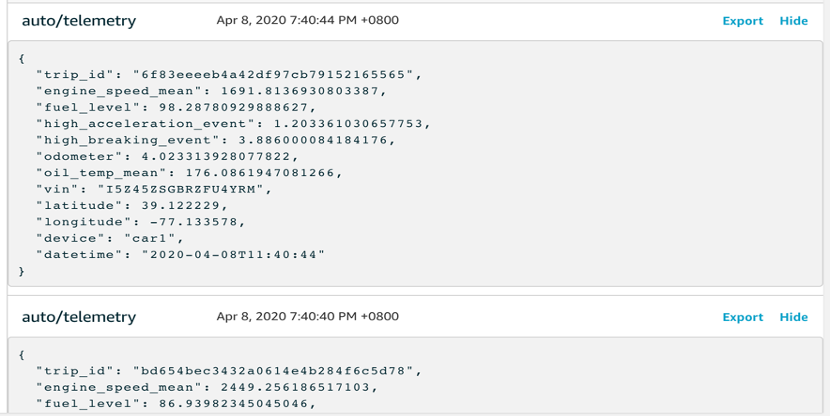 auto/telemetry Apr 8, 2020 7:40:44 PM +0800 Export Hide
{
"trip_id": "6f83eeeeb4a42df97cb79152165565",
"engine_speed_mean": 1691.8136930803387,
"fuel_level": 98.28780929888627,
"high_acceleration_event": 1.203361030657753,
"high_breaking_event": 3.886000084184176,
"odometer": 4.023313928077822,
"oil_temp_mean": 176.0861947081266,
"vin": "I5Z45ZSGBRZFU4YRM",
"latitude": 39.122229,
"longitude": -77.133578,
"device": "car1",
"datetime": "2020-04-08T11:40:44"
}
auto/telemetry Apr 8, 2020 7:40:40 PM +0800 Export Hide
{
"trip_id": "bd654bec3432a0614e4b284f6c5d78",
"engine_speed_mean": 2449.256186517103,
"fuel_level": 86.93982345045046,